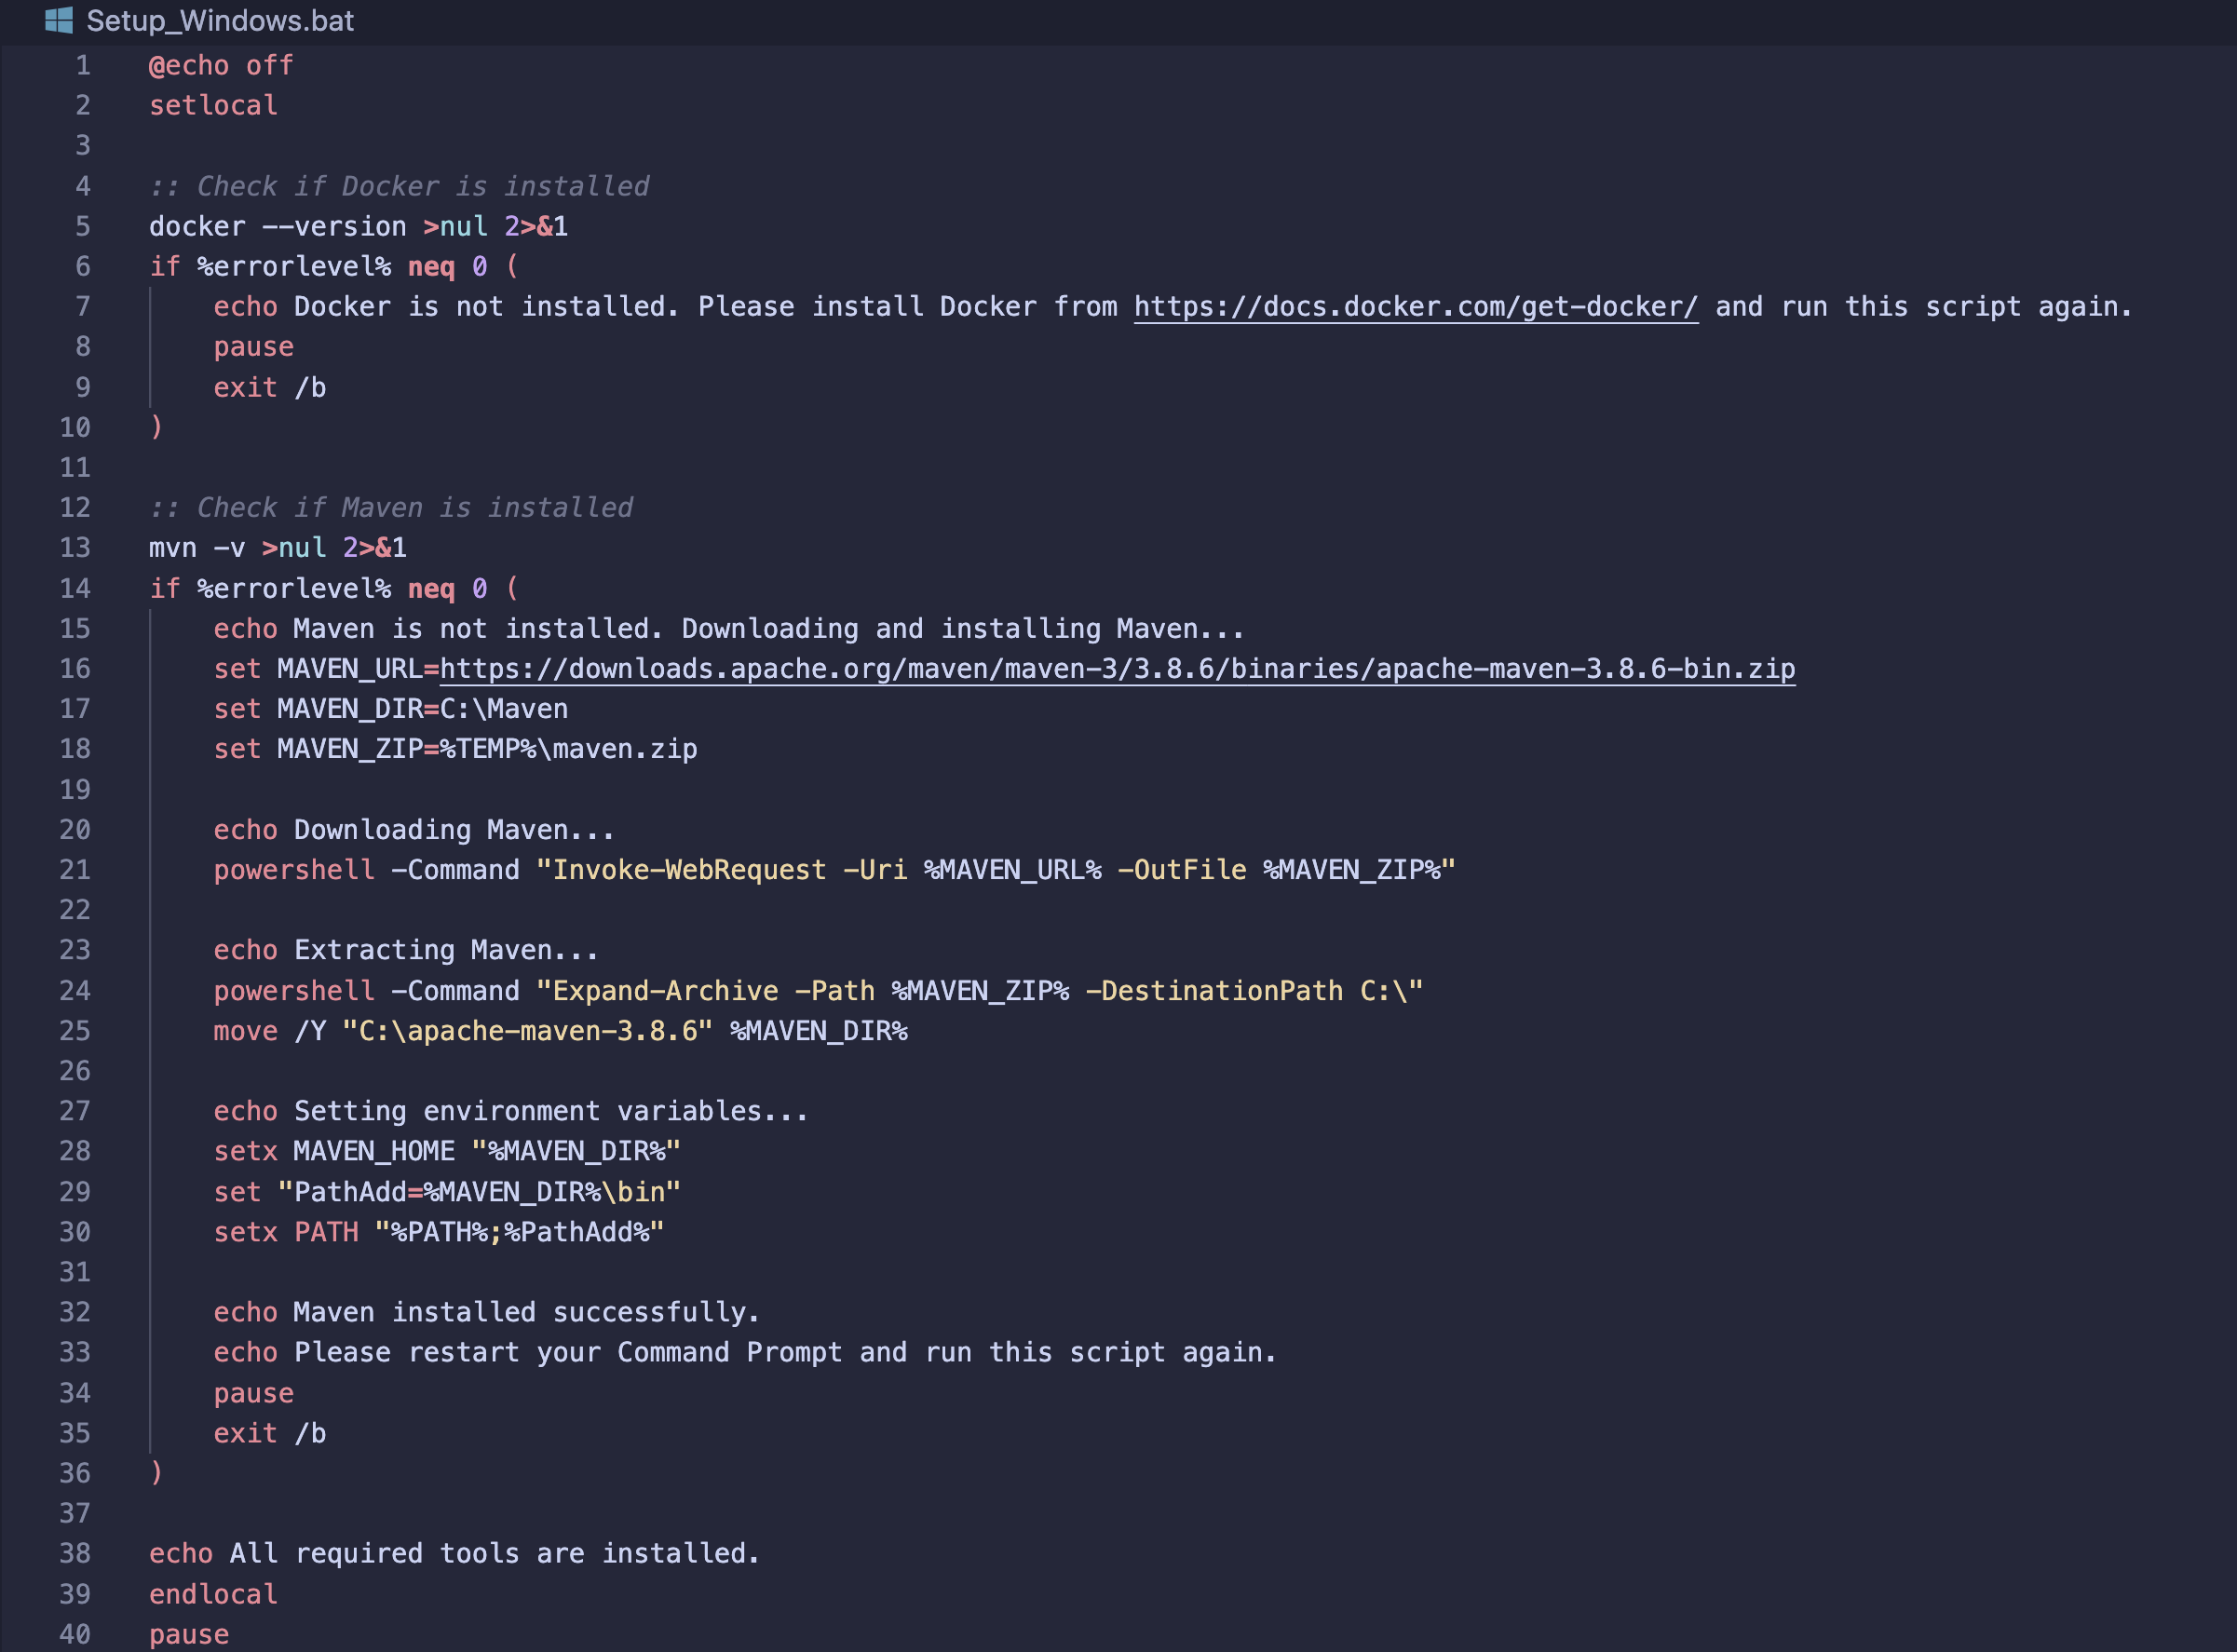 Setup_Windows.bat
1 @echo off
2 setlocal
3
4 :: Check if Docker is installed
5 docker --version >nul 2>&1
6 if %errorlevel% neq 0 (
7 echo Docker is not installed. Please install Docker from https://docs.docker.com/get-docker/ and run this script again.
8 pause
9 exit /b
10 )
11
12 :: Check if Maven is installed
13 mvn -v >nul 2>&1
14 if %errorlevel% neq 0 (
15 echo Maven is not installed. Downloading and installing Maven...
16 set MAVEN_URL=https://downloads.apache.org/maven/maven-3/3.8.6/binaries/apache-maven-3.8.6-bin.zip
17 set MAVEN_DIR=C:\Maven
18 set MAVEN_ZIP=%TEMP%\maven.zip
19
20 echo Downloading Maven...
21 powershell -Command "Invoke-WebRequest -Uri %MAVEN_URL% -OutFile %MAVEN_ZIP%"
22
23 echo Extracting Maven...
24 powershell -Command "Expand-Archive -Path %MAVEN_ZIP% -DestinationPath C:\"
25 move /Y "C:\apache-maven-3.8.6" %MAVEN_DIR%
26
27 echo Setting environment variables...
28 setx MAVEN_HOME "%MAVEN_DIR%"
29 set "PathAdd=%MAVEN_DIR%\bin"
30 setx PATH "%PATH%;%PathAdd%"
31
32 echo Maven installed successfully.
33 echo Please restart your Command Prompt and run this script again.
34 pause
35 exit /b
36 )
37
38 echo All required tools are installed.
39 endlocal
40 pause